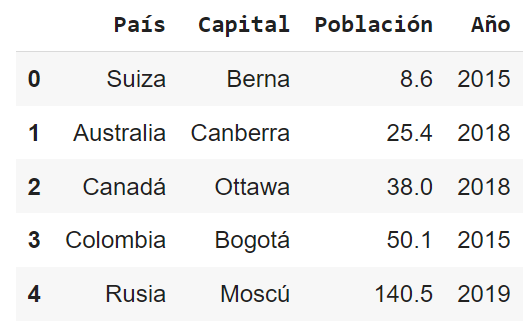 País Capital Población Año
0 Suiza Berna 8.6 2015
1 Australia Canberra 25.4 2018
2 Canadá Ottawa 38.0 2018
3 Colombia Bogotá 50.1 2015
4 Rusia Moscú 140.5 2019